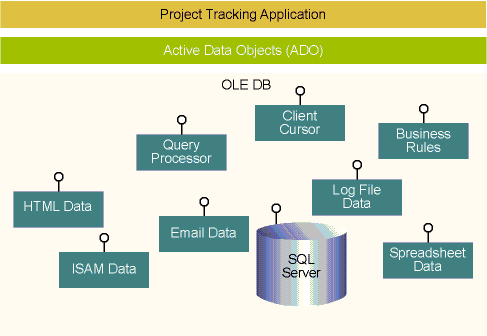 Project Tracking Application
Active Data Objects (ADO)
OLE DB
Client
Cursor
Query
Processor
Business
Rules
HTML Data
Log File
Data
Email Data
ISAM Data
SQL
Server
Spreadsheet
Data